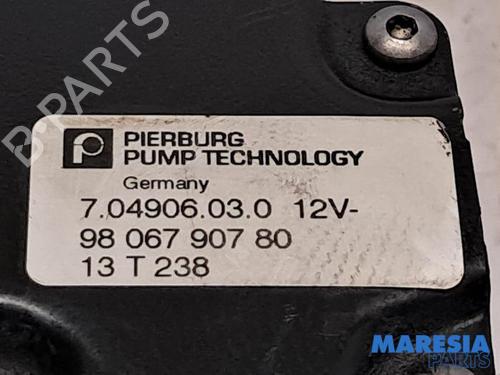 B-PARTS
PIERBURG
PUMP TECHNOLOGY
Germany
7.04906.03.0 12V-
98 067 907 80
13 T 238
MARESIA
PARTS